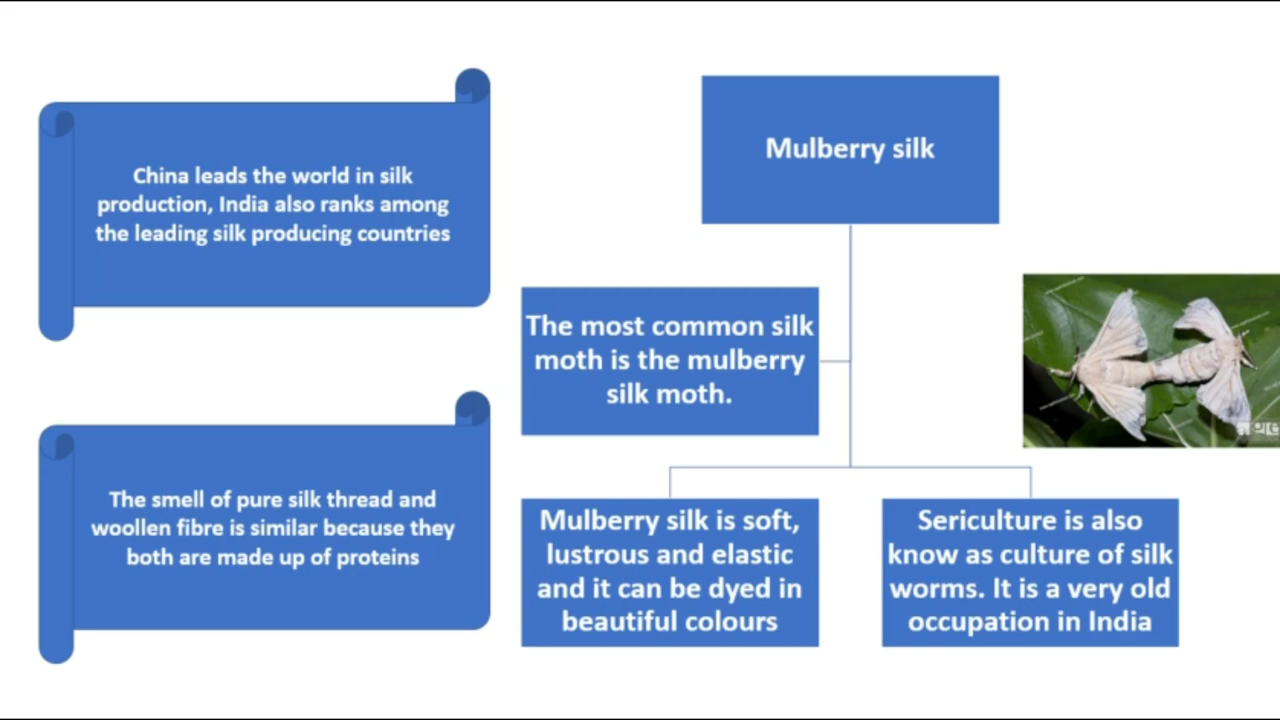 China leads the world in silk
production, India also ranks among
the leading silk producing countries
The smell of pure silk thread and
woollen fibre is similar because they
both are made up of proteins
Mulberry silk
The most common silk
moth is the mulberry
silk moth.
Mulberry silk is soft,
lustrous and elastic
and it can be dyed in
beautiful colours
Sericulture is also
know as culture of silk
worms. It is a very old
occupation in India